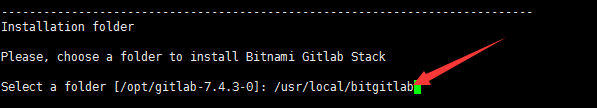 ----------------------------------------------------------------------------
Installation folder
Please, choose a folder to install Bitnami Gitlab Stack
Select a folder [/opt/gitlab-7.4.3-0]: /usr/local/bitgitlab